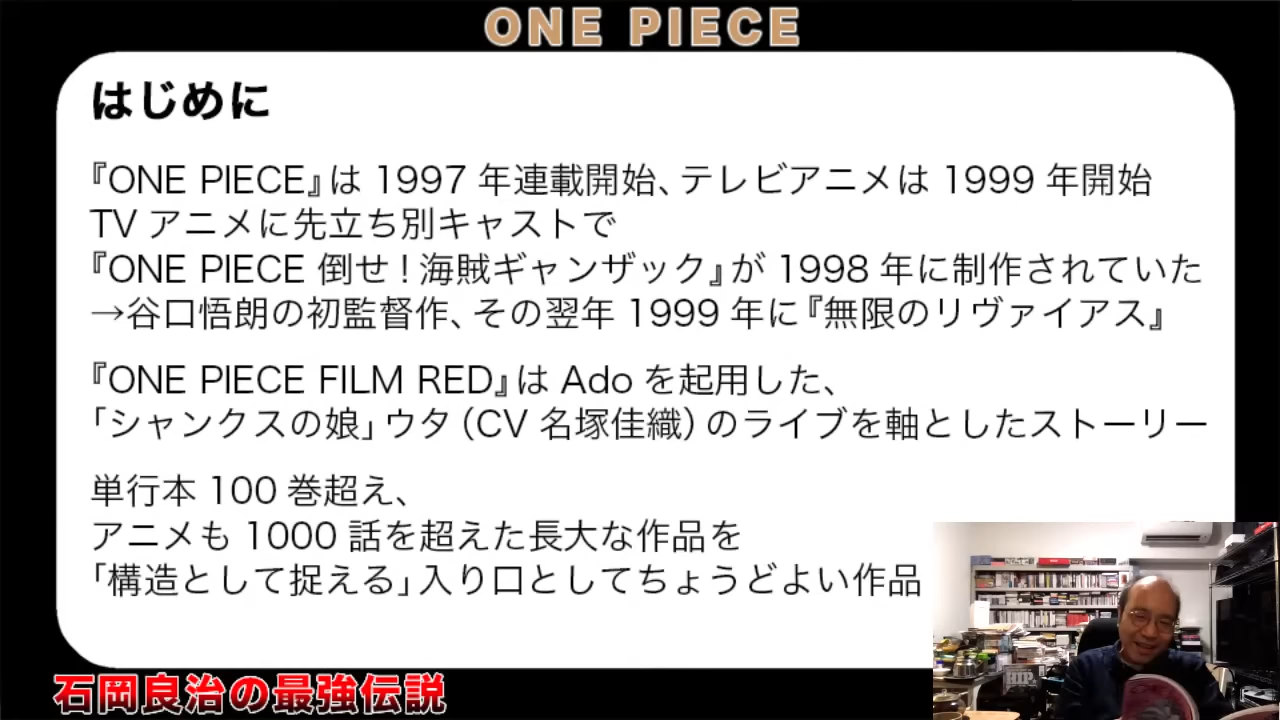 ONE PIECE
はじめに
『ONE PIECE』は 1997 年連載開始、テレビアニメは 1999 年開始
TV アニメに先立ち別キャストで
『ONE PIECE 倒せ！海賊ギャンザック』が 1998 年に制作されていた
→谷口悟朗の初監督作、その翌年 1999 年に『無限のリヴァイアス』
『ONE PIECE FILM RED』は Ado を起用した、
「シャンクスの娘」ウタ（CV 名塚佳織）のライブを軸としたストーリー
単行本 100 巻超え、
アニメも 1000 話を超えた長大な作品を
「構造として捉える」入り口としてちょうどよい作品
HIP
石岡良治の最強伝説